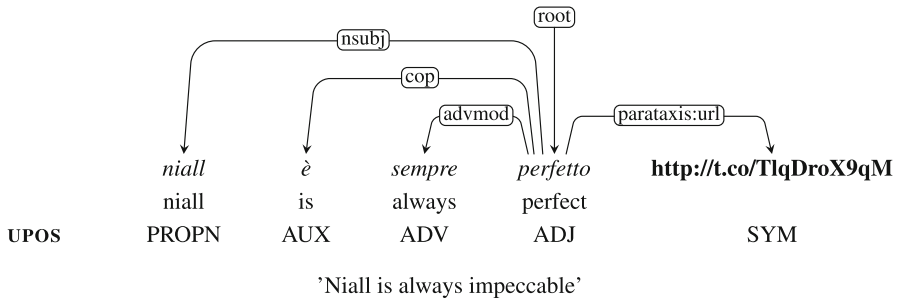 root
nsubj
cop
advmod parataxis:url
niall è sempre perfetto http://t.co/TlqDroX9qM
niall is always perfect
UPOS PROPN AUX ADV ADJ SYM
'Niall is always impeccable'